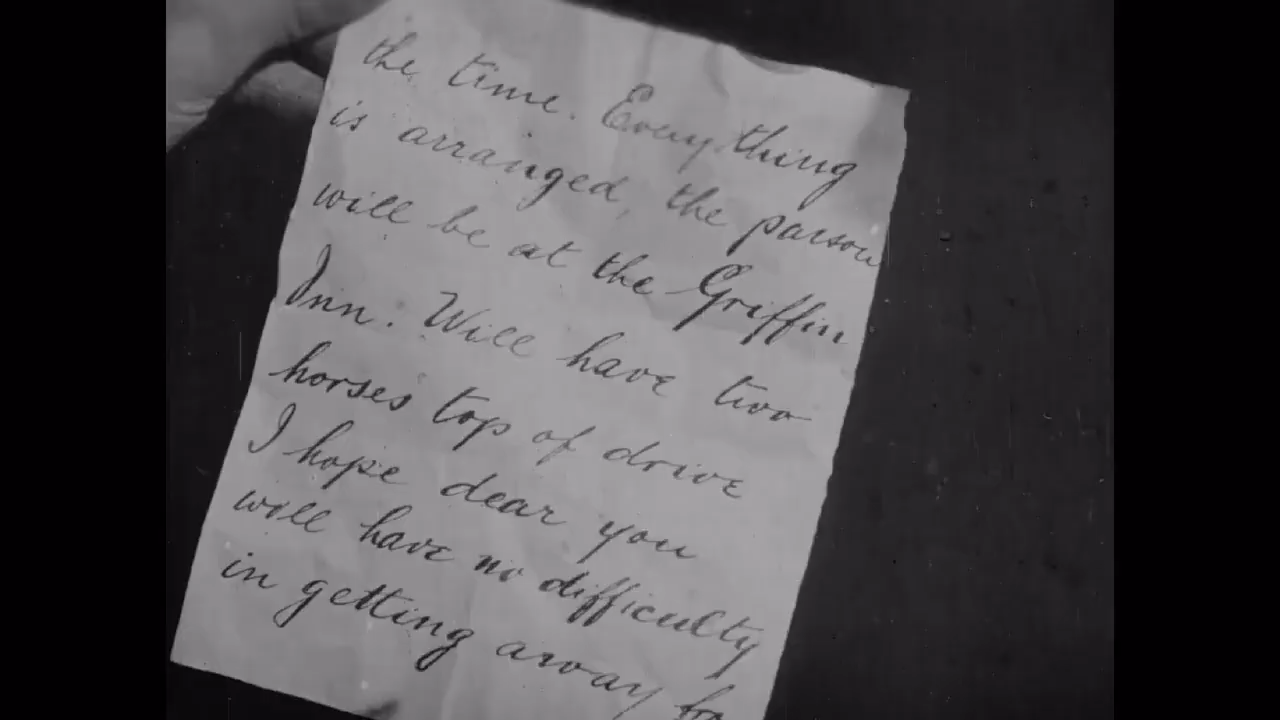 the time. Everything
is arranged, the parson
will be at the Griffin
Inn. Will have two
horses top of drive
I hope dear you
will have no difficulty
in getting away